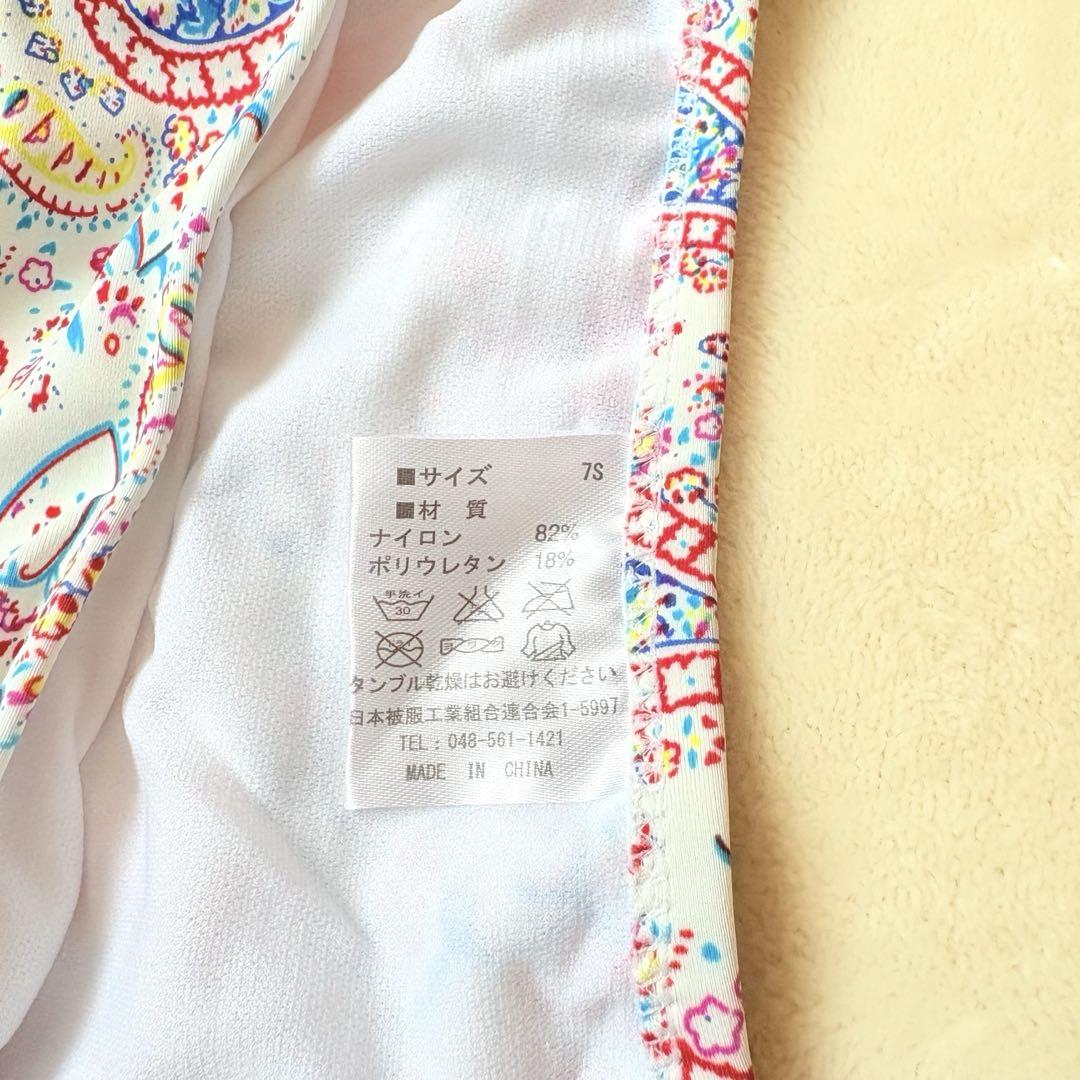 ■サイズ 7S
■材 質
ナイロン 82%
ポリウレタン 18%
手洗イ
30
タンブル乾燥はお避けください
日本被服工業組合連合会1-5997
TEL：048-561-1421
MADE IN CHINA